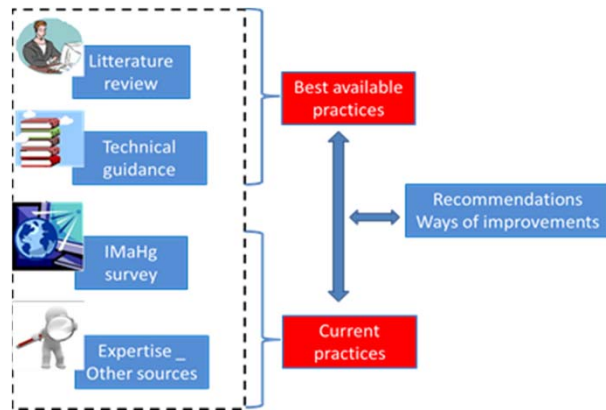 Litterature
review
Best available
practices
Technical
guidance
Recommendations
Ways of improvements
IMaHg
survey
Current
practices
Expertise _
Other sources